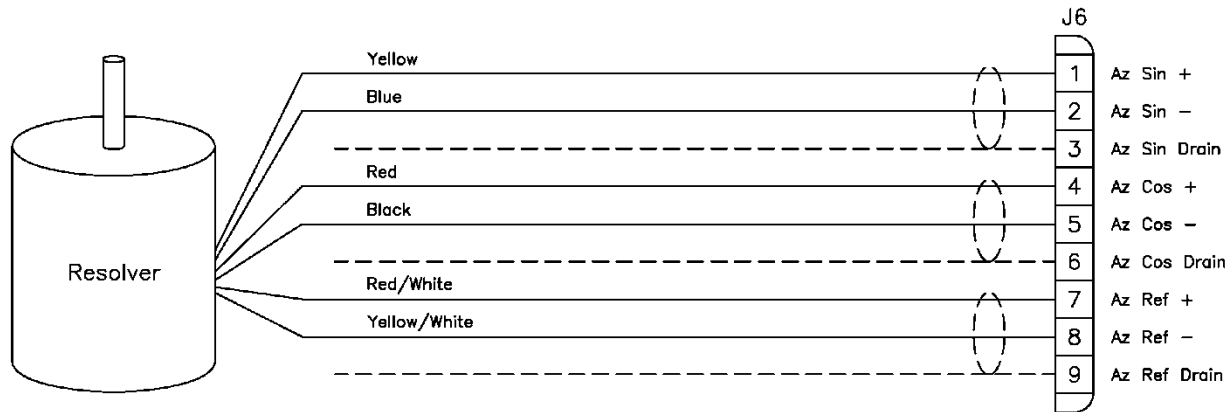 J6
Yellow 1 Az Sin +
Blue 2 Az Sin −
3 Az Sin Drain
Red 4 Az Cos +
Black 5 Az Cos −
Resolver
6 Az Cos Drain
Red/White 7 Az Ref +
Yellow/White 8 Az Ref −
9 Az Ref Drain